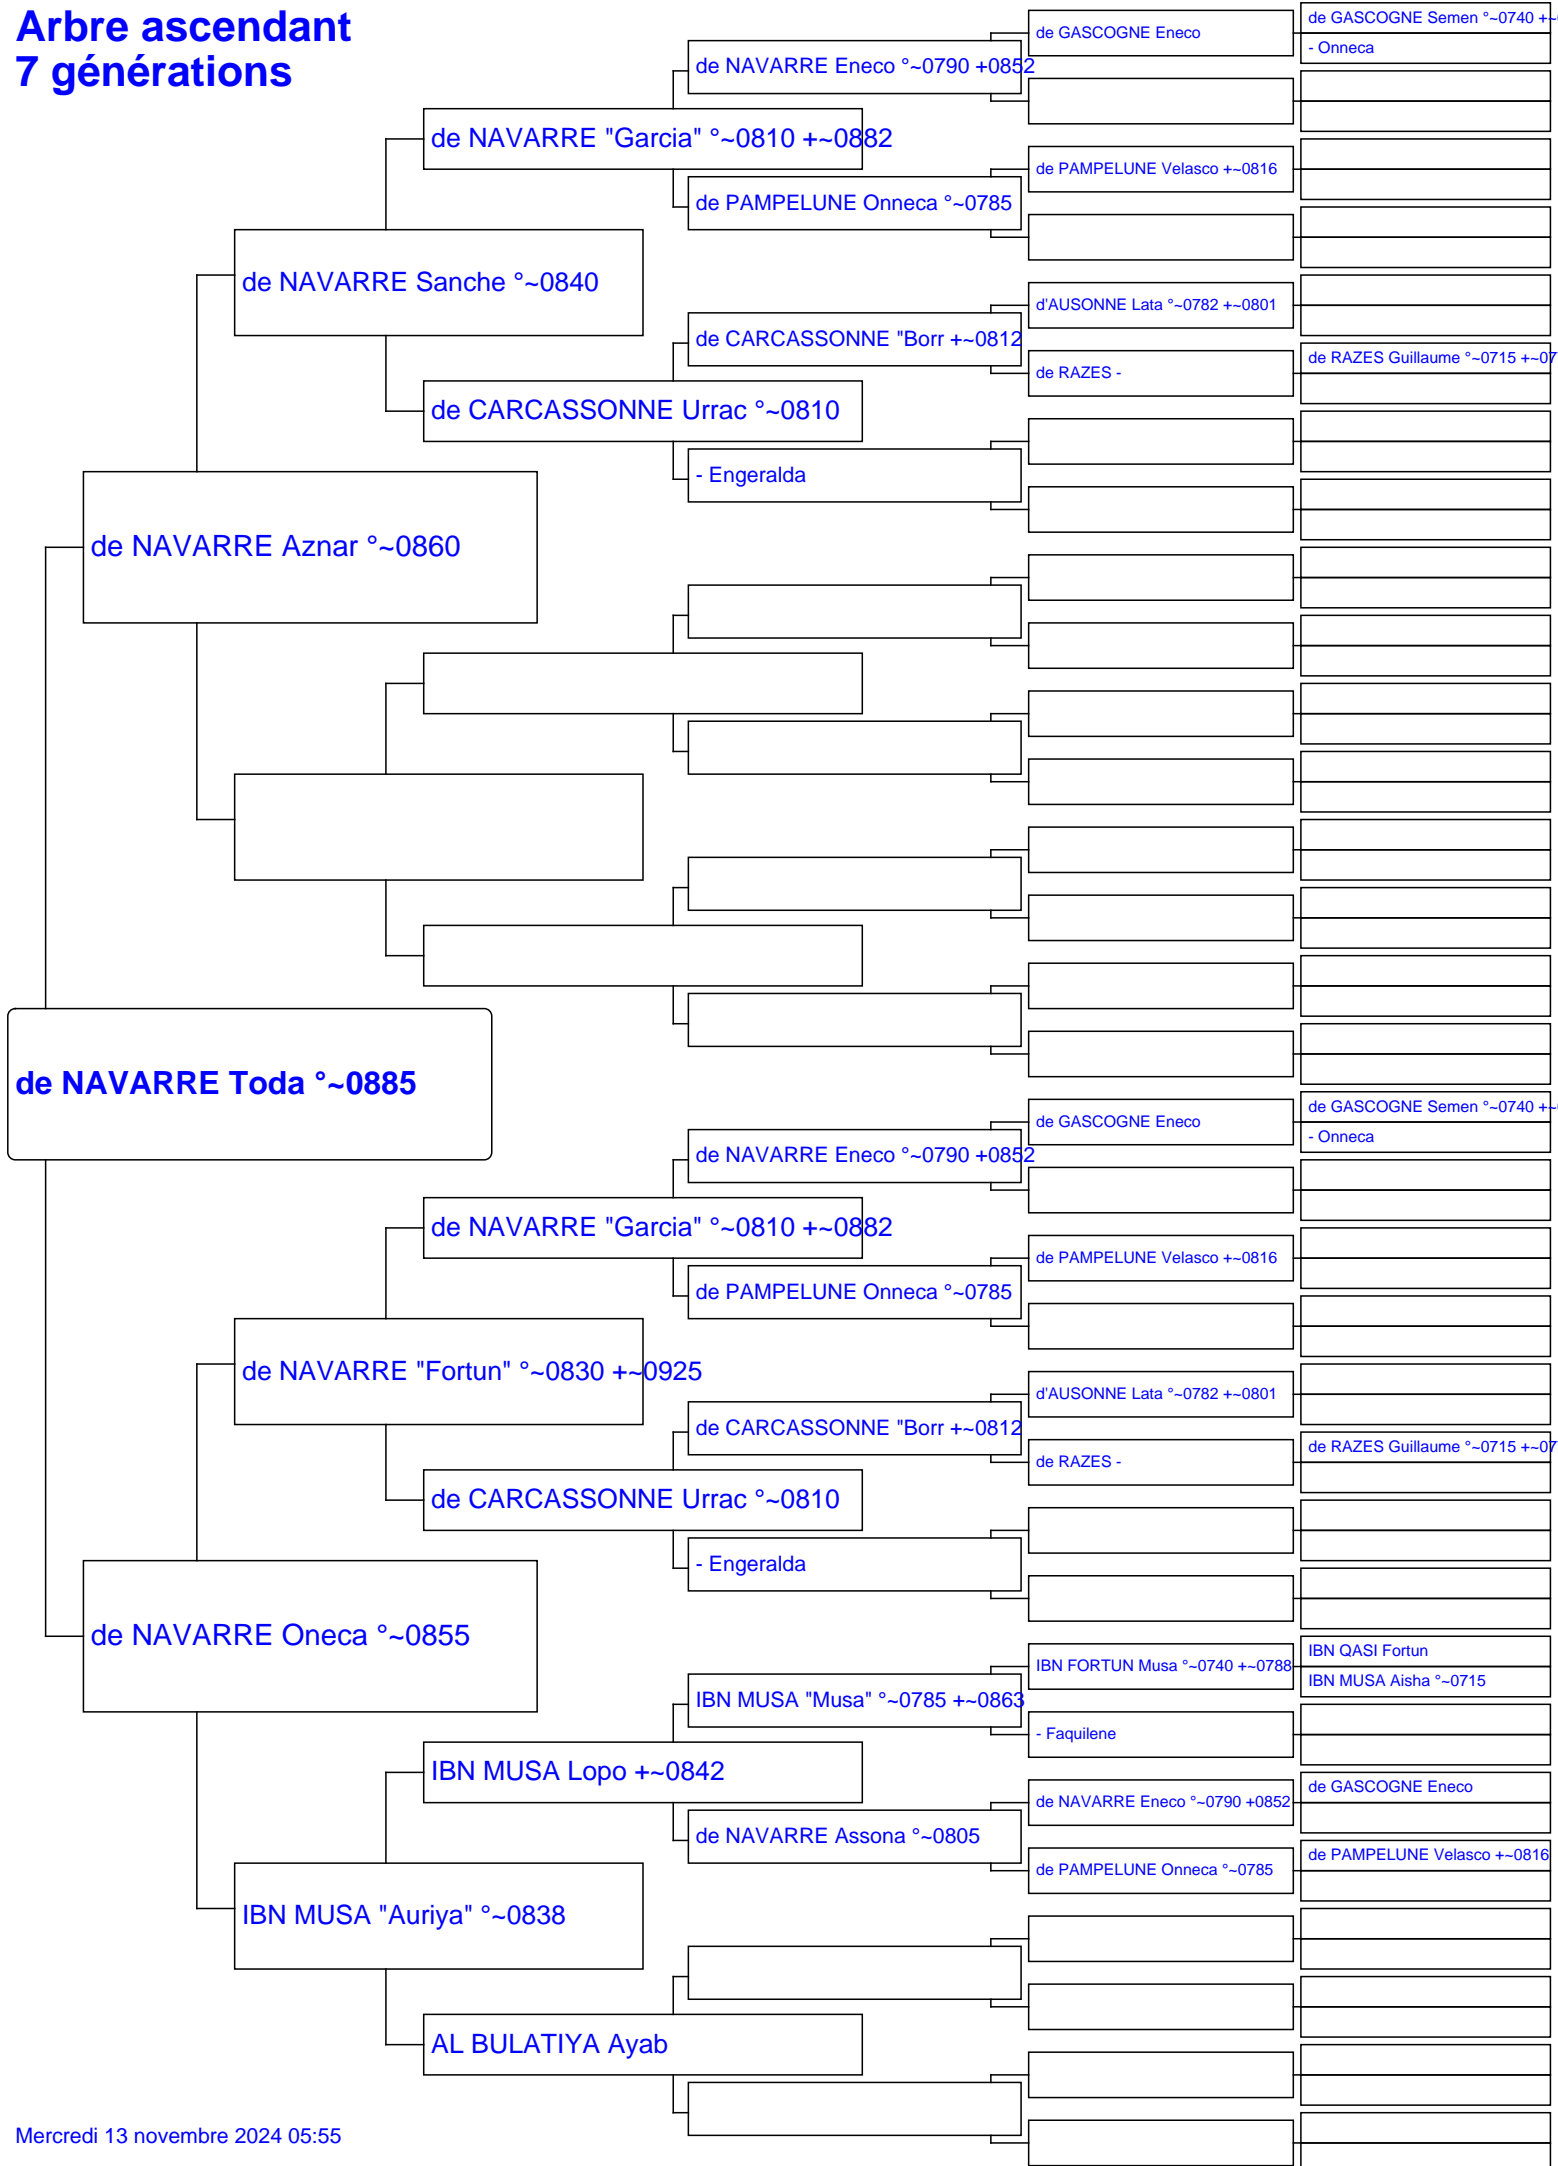 Arbre ascendant
7 générations
de GASCOGNE Semen °~0740 +~
de GASCOGNE Eneco
- Onneca
de NAVARRE Eneco °~0790 +0852
de NAVARRE "Garcia" °~0810 +~0882
de PAMPELUNE Velasco +~0816
de PAMPELUNE Onneca °~0785
de NAVARRE Sanche °~0840
d'AUSONNE Lata °~0782 +~0801
de CARCASSONNE "Borr +~0812
de RAZES Guillaume °~0715 +~07
de RAZES -
de CARCASSONNE Urrac °~0810
- Engeralda
de NAVARRE Aznar °~0860
de NAVARRE Toda °~0885
de GASCOGNE Semen °~0740 +~
de GASCOGNE Eneco
- Onneca
de NAVARRE Eneco °~0790 +0852
de NAVARRE "Garcia" °~0810 +~0882
de PAMPELUNE Velasco +~0816
de PAMPELUNE Onneca °~0785
de NAVARRE "Fortun" °~0830 +~0925
d'AUSONNE Lata °~0782 +~0801
de CARCASSONNE "Borr +~0812
de RAZES Guillaume °~0715 +~07
de RAZES -
de CARCASSONNE Urrac °~0810
- Engeralda
de NAVARRE Oneca °~0855
IBN QASI Fortun
IBN FORTUN Musa °~0740 +~0788
IBN MUSA Aisha °~0715
IBN MUSA "Musa" °~0785 +~0863
- Faquilene
IBN MUSA Lopo +~0842
de GASCOGNE Eneco
de NAVARRE Eneco °~0790 +0852
de NAVARRE Assona °~0805
de PAMPELUNE Velasco +~0816
de PAMPELUNE Onneca °~0785
IBN MUSA "Auriya" °~0838
AL BULATIYA Ayab
Mercredi 13 novembre 2024 05:55